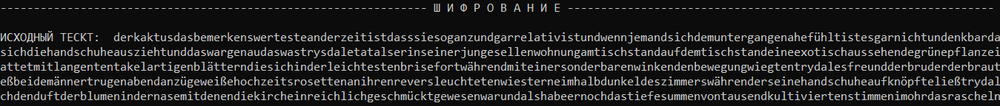 ---------------------------------------------------------------- Ш И Ф Р О В А Н И Е ----------------------------------------------------------------
ИСХОДНЫЙ ТЕСКТ:  derkaktusdasbemerkenswertesteanderzeitistdasssiesoganzundgarrelativistundwennjemandsichdemuntergangenahefühltistesgarnichtundenkbarda
sichdiehandschuheausziehtunddaswargenaudaswastrysdaletatalserinseinerjungesellenwohnungamtischstandaufdemtischstandeineexotischaussehendegrünepflanzei
attetmitlangententakelartigenblätterndiesichinderleichtestenbrisefortwährendmiteinersonderbarenwinkendenbewegungwiegtentrydalesfreundderbruderderbraut
eßbeidemännertrugenabendanzügeweißehochzeitsrosettenanihrenreversleuchtetenwiesterneimhalbdunkeldeszimmerswährenderseinehandschuheaufknöpfteließtrydal
chdenduftderblumenindernasemitdenendiekircheinreichlichgeschmücktgewesenwarundalshabeernochdastiefesummenvontausendkultiviertenstimmenimohrdasrascheln